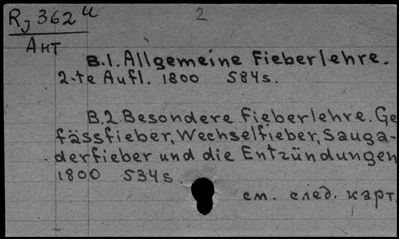 Rj 362 u 2
Акт
B.1. Allgemeine Fieberlehre.
2-te Aufl. 1800 584s.
B.2 Besondere Fieberlehre. Ge
fässfieber, Wechselfieber, Sauga-
derfieber und die Entzündungen
1800 534s.
см. след. карт.